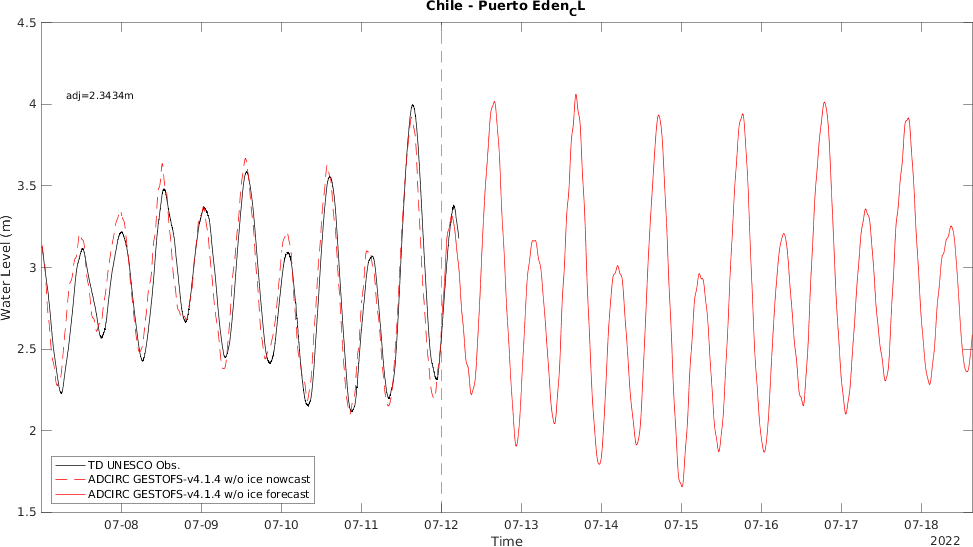 Chile - Puerto Eden_CL
4.5
4
3.5
3
2.5
2
1.5
Water Level (m)
adj=2.3434m
TD UNESCO Obs.
ADCIRC GESTOFS-v4.1.4 w/o ice nowcast
ADCIRC GESTOFS-v4.1.4 w/o ice forecast
07-08 07-09 07-10 07-11 07-12 07-13 07-14 07-15 07-16 07-17 07-18
Time
2022